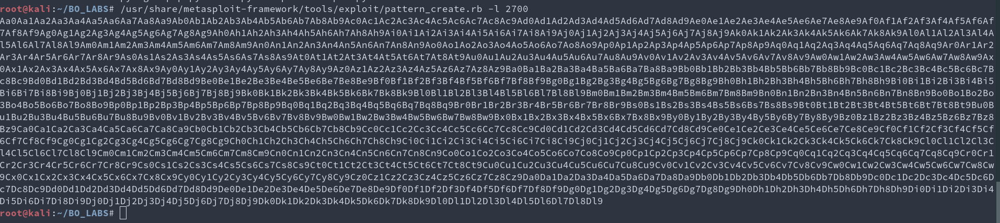 root@kali:~/BO_LABS# /usr/share/metasploit-framework/tools/exploit/pattern_create.rb -l 2700
Aa0Aa1Aa2Aa3Aa4Aa5Aa6Aa7Aa8Aa9Ab0Ab1Ab2Ab3Ab4Ab5Ab6Ab7Ab8Ab9Ac0Ac1Ac2Ac3Ac4Ac5Ac6Ac7Ac8Ac9Ad0Ad1Ad2Ad3Ad4Ad5Ad6Ad7Ad8Ad9Ae0Ae1Ae2Ae3Ae4Ae5Ae6Ae7Ae8Ae9Af0Af1Af2Af3Af4Af5Af6Af
7Af8Af9Ag0Ag1Ag2Ag3Ag4Ag5Ag6Ag7Ag8Ag9Ah0Ah1Ah2Ah3Ah4Ah5Ah6Ah7Ah8Ah9Ai0Ai1Ai2Ai3Ai4Ai5Ai6Ai7Ai8Ai9Aj0Aj1Aj2Aj3Aj4Aj5Aj6Aj7Aj8Aj9Ak0Ak1Ak2Ak3Ak4Ak5Ak6Ak7Ak8Ak9Al0Al1Al2Al3Al4A
l5Al6Al7Al8Al9Am0Am1Am2Am3Am4Am5Am6Am7Am8Am9An0An1An2An3An4An5An6An7An8An9Ao0Ao1Ao2Ao3Ao4Ao5Ao6Ao7Ao8Ao9Ap0Ap1Ap2Ap3Ap4Ap5Ap6Ap7Ap8Ap9Aq0Aq1Aq2Aq3Aq4Aq5Aq6Aq7Aq8Aq9Ar0Ar1Ar2
Ar3Ar4Ar5Ar6Ar7Ar8Ar9As0As1As2As3As4As5As6As7As8As9At0At1At2At3At4At5At6At7At8At9Au0Au1Au2Au3Au4Au5Au6Au7Au8Au9Av0Av1Av2Av3Av4Av5Av6Av7Av8Av9Aw0Aw1Aw2Aw3Aw4Aw5Aw6Aw7Aw8Aw9Ax
0Ax1Ax2Ax3Ax4Ax5Ax6Ax7Ax8Ax9Ay0Ay1Ay2Ay3Ay4Ay5Ay6Ay7Ay8Ay9Az0Az1Az2Az3Az4Az5Az6Az7Az8Az9Ba0Ba1Ba2Ba3Ba4Ba5Ba6Ba7Ba8Ba9Bb0Bb1Bb2Bb3Bb4Bb5Bb6Bb7Bb8Bb9Bc0Bc1Bc2Bc3Bc4Bc5Bc6Bc7B
c8Bc9Bd0Bd1Bd2Bd3Bd4Bd5Bd6Bd7Bd8Bd9Be0Be1Be2Be3Be4Be5Be6Be7Be8Be9Bf0Bf1Bf2Bf3Bf4Bf5Bf6Bf7Bf8Bf9Bg0Bg1Bg2Bg3Bg4Bg5Bg6Bg7Bg8Bg9Bh0Bh1Bh2Bh3Bh4Bh5Bh6Bh7Bh8Bh9Bi0Bi1Bi2Bi3Bi4Bi5
Bi6Bi7Bi8Bi9Bj0Bj1Bj2Bj3Bj4Bj5Bj6Bj7Bj8Bj9Bk0Bk1Bk2Bk3Bk4Bk5Bk6Bk7Bk8Bk9Bl0Bl1Bl2Bl3Bl4Bl5Bl6Bl7Bl8Bl9Bm0Bm1Bm2Bm3Bm4Bm5Bm6Bm7Bm8Bm9Bn0Bn1Bn2Bn3Bn4Bn5Bn6Bn7Bn8Bn9Bo0Bo1Bo2Bo
3Bo4Bo5Bo6Bo7Bo8Bo9Bp0Bp1Bp2Bp3Bp4Bp5Bp6Bp7Bp8Bp9Bq0Bq1Bq2Bq3Bq4Bq5Bq6Bq7Bq8Bq9Br0Br1Br2Br3Br4Br5Br6Br7Br8Br9Bs0Bs1Bs2Bs3Bs4Bs5Bs6Bs7Bs8Bs9Bt0Bt1Bt2Bt3Bt4Bt5Bt6Bt7Bt8Bt9Bu0B
u1Bu2Bu3Bu4Bu5Bu6Bu7Bu8Bu9Bv0Bv1Bv2Bv3Bv4Bv5Bv6Bv7Bv8Bv9Bw0Bw1Bw2Bw3Bw4Bw5Bw6Bw7Bw8Bw9Bx0Bx1Bx2Bx3Bx4Bx5Bx6Bx7Bx8Bx9By0By1By2By3By4By5By6By7By8By9Bz0Bz1Bz2Bz3Bz4Bz5Bz6Bz7Bz8
Bz9Ca0Ca1Ca2Ca3Ca4Ca5Ca6Ca7Ca8Ca9Cb0Cb1Cb2Cb3Cb4Cb5Cb6Cb7Cb8Cb9Cc0Cc1Cc2Cc3Cc4Cc5Cc6Cc7Cc8Cc9Cd0Cd1Cd2Cd3Cd4Cd5Cd6Cd7Cd8Cd9Ce0Ce1Ce2Ce3Ce4Ce5Ce6Ce7Ce8Ce9Cf0Cf1Cf2Cf3Cf4Cf5Cf
6Cf7Cf8Cf9Cg0Cg1Cg2Cg3Cg4Cg5Cg6Cg7Cg8Cg9Ch0Ch1Ch2Ch3Ch4Ch5Ch6Ch7Ch8Ch9Ci0Ci1Ci2Ci3Ci4Ci5Ci6Ci7Ci8Ci9Cj0Cj1Cj2Cj3Cj4Cj5Cj6Cj7Cj8Cj9Ck0Ck1Ck2Ck3Ck4Ck5Ck6Ck7Ck8Ck9Cl0Cl1Cl2Cl3C
l4Cl5Cl6Cl7Cl8Cl9Cm0Cm1Cm2Cm3Cm4Cm5Cm6Cm7Cm8Cm9Cn0Cn1Cn2Cn3Cn4Cn5Cn6Cn7Cn8Cn9Co0Co1Co2Co3Co4Co5Co6Co7Co8Co9Cp0Cp1Cp2Cp3Cp4Cp5Cp6Cp7Cp8Cp9Cq0Cq1Cq2Cq3Cq4Cq5Cq6Cq7Cq8Cq9Cr0Cr1
Cr2Cr3Cr4Cr5Cr6Cr7Cr8Cr9Cs0Cs1Cs2Cs3Cs4Cs5Cs6Cs7Cs8Cs9Ct0Ct1Ct2Ct3Ct4Ct5Ct6Ct7Ct8Ct9Cu0Cu1Cu2Cu3Cu4Cu5Cu6Cu7Cu8Cu9Cv0Cv1Cv2Cv3Cv4Cv5Cv6Cv7Cv8Cv9Cw0Cw1Cw2Cw3Cw4Cw5Cw6Cw7Cw8Cw
9Cx0Cx1Cx2Cx3Cx4Cx5Cx6Cx7Cx8Cx9Cy0Cy1Cy2Cy3Cy4Cy5Cy6Cy7Cy8Cy9Cz0Cz1Cz2Cz3Cz4Cz5Cz6Cz7Cz8Cz9Da0Da1Da2Da3Da4Da5Da6Da7Da8Da9Db0Db1Db2Db3Db4Db5Db6Db7Db8Db9Dc0Dc1Dc2Dc3Dc4Dc5Dc6D
c7Dc8Dc9Dd0Dd1Dd2Dd3Dd4Dd5Dd6Dd7Dd8Dd9De0De1De2De3De4De5De6De7De8De9Df0Df1Df2Df3Df4Df5Df6Df7Df8Df9Dg0Dg1Dg2Dg3Dg4Dg5Dg6Dg7Dg8Dg9Dh0Dh1Dh2Dh3Dh4Dh5Dh6Dh7Dh8Dh9Di0Di1Di2Di3Di4
Di5Di6Di7Di8Di9Dj0Dj1Dj2Dj3Dj4Dj5Dj6Dj7Dj8Dj9Dk0Dk1Dk2Dk3Dk4Dk5Dk6Dk7Dk8Dk9Dl0Dl1Dl2Dl3Dl4Dl5Dl6Dl7Dl8Dl9
root@kali:~/BO_LABS#